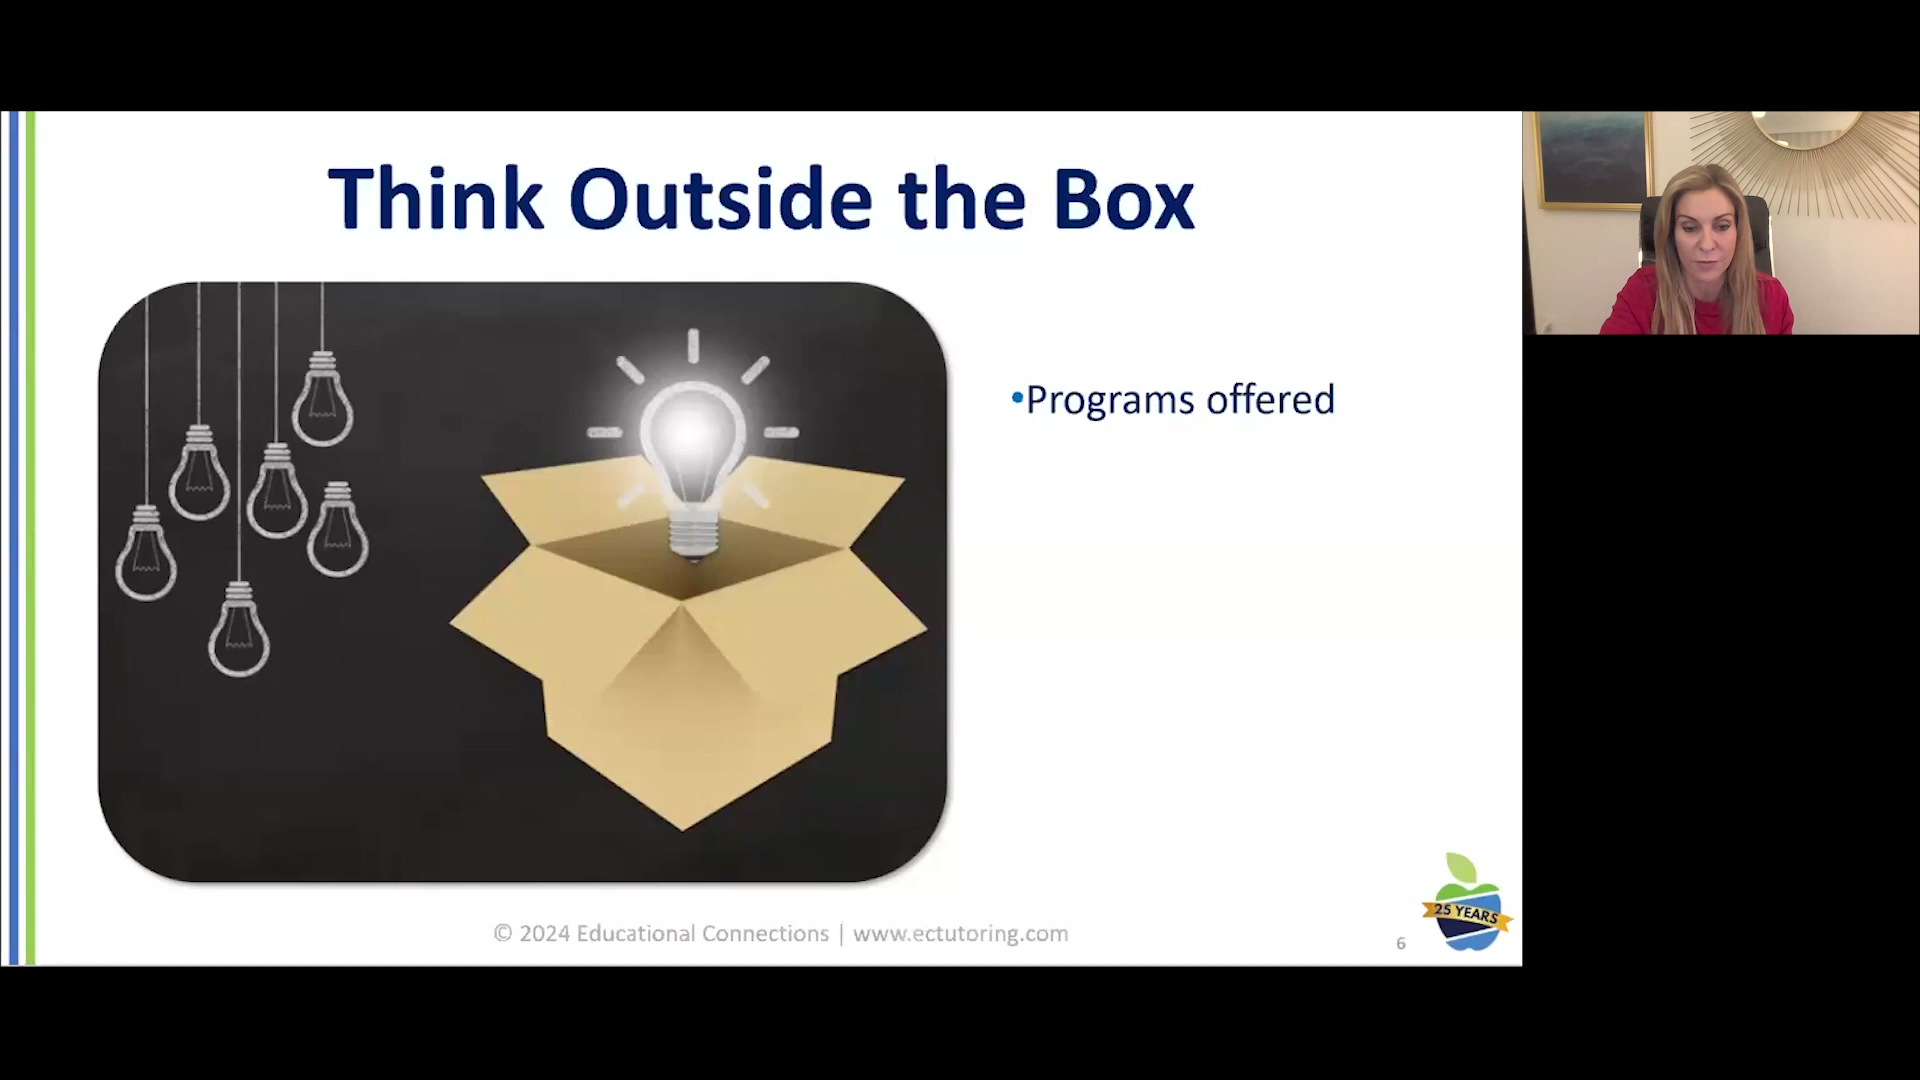 Think Outside the Box
•Programs offered
© 2024 Educational Connections | www.ectutoring.com
6
25 YEARS